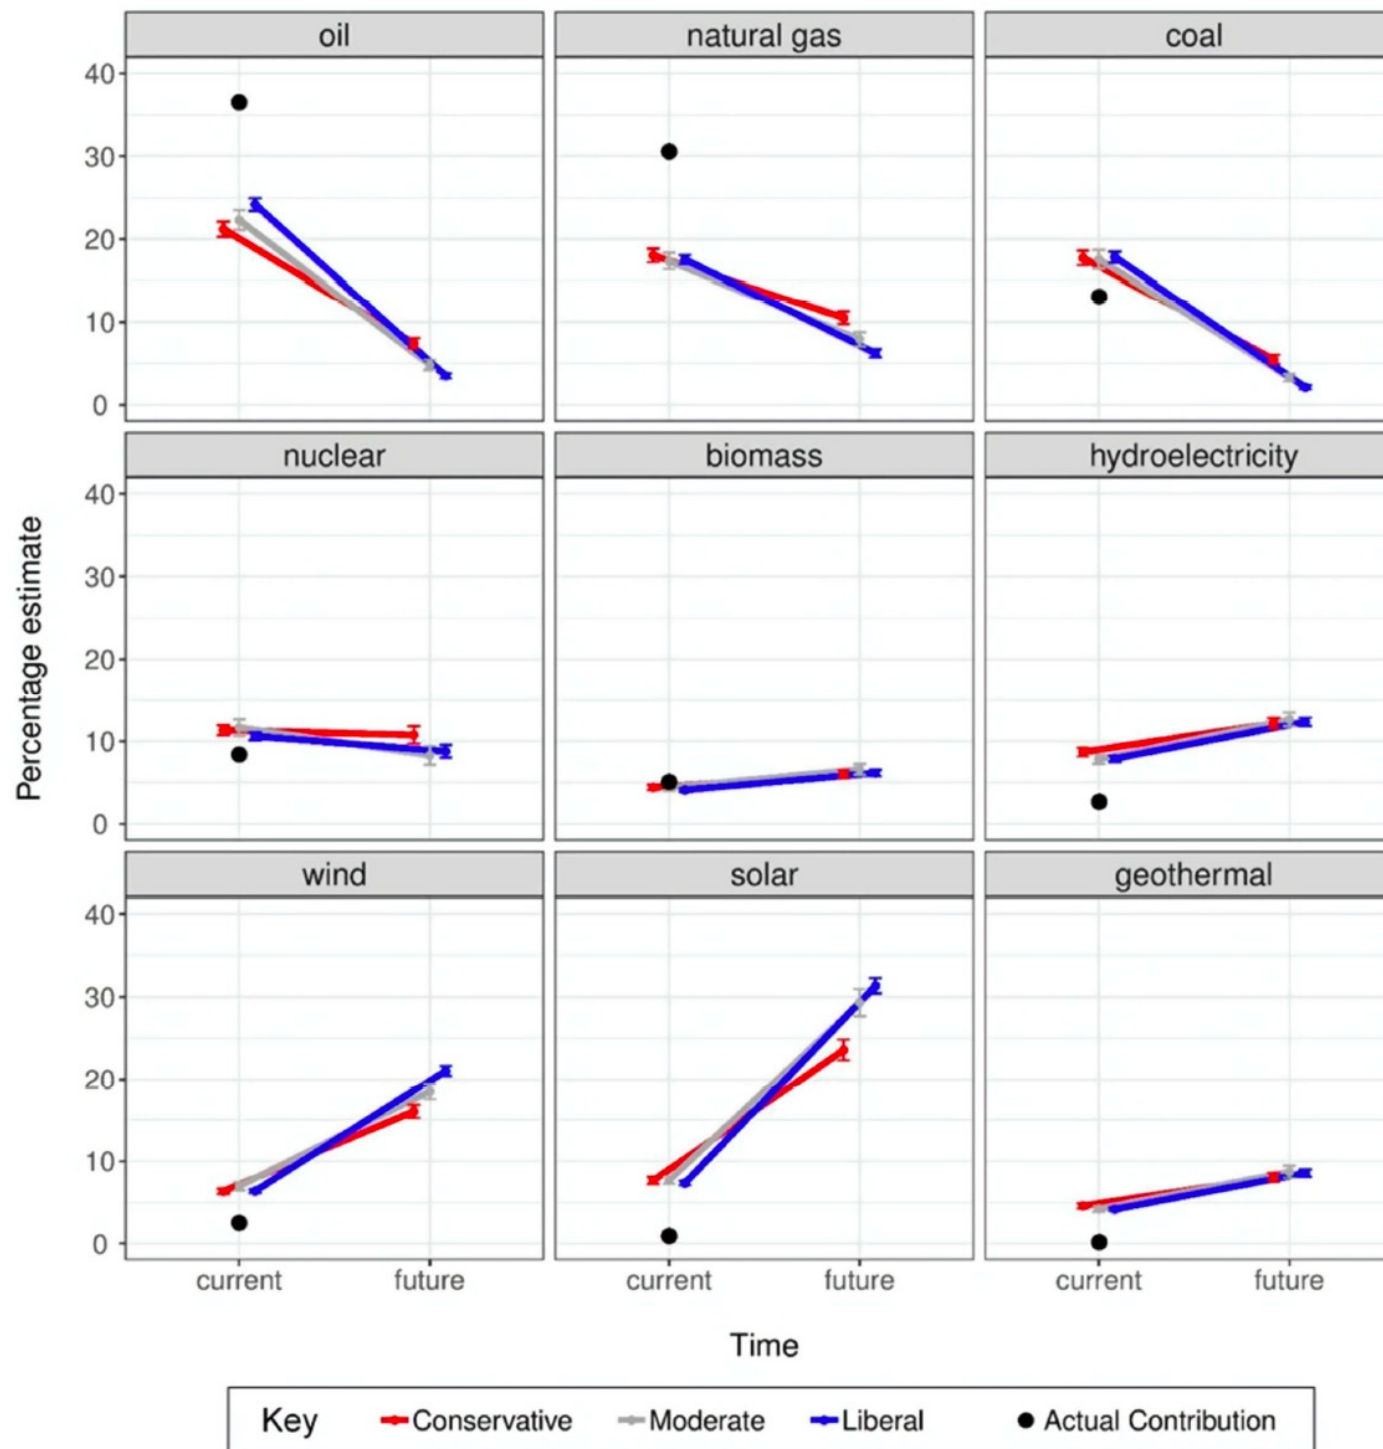 oil natural gas coal
40
30
20
10
0
nuclear biomass hydroelectricity
40
30
20
10
0
Percentage estimate
wind solar geothermal
40
30
20
10
0
current future current future current future
Time
Key Conservative Moderate Liberal Actual Contribution